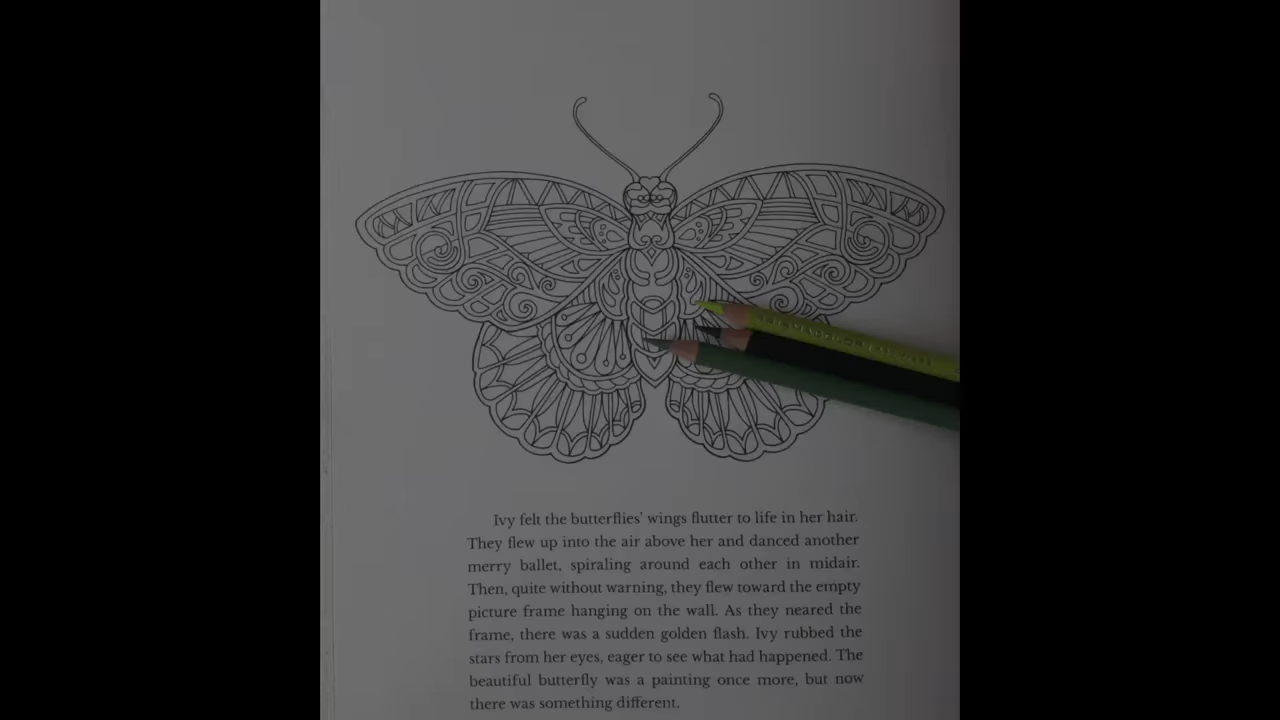 Ivy felt the butterflies' wings flutter to life in her hair.
They flew up into the air above her and danced another
merry ballet, spiraling around each other in midair.
Then, quite without warning, they flew toward the empty
picture frame hanging on the wall. As they neared the
frame, there was a sudden golden flash. Ivy rubbed the
stars from her eyes, eager to see what had happened. The
beautiful butterfly was a painting once more, but now
there was something different.